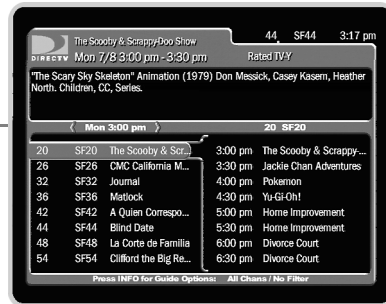 The Scooby & Scrappy-Doo Show
44 SF44 3:17 pm
DIRECTV Mon 7/8 3:00 pm - 3:30 pm Rated TV-Y
"The Scary Sky Skeleton" Animation (1979) Don Messick, Casey Kasem, Heather
North. Children, CC, Series.
Mon 3:00 pm
20 SF20
20 SF20 The Scooby & Scr...
26 SF26 CMC California M...
32 SF32 Journal
36 SF36 Matlock
42 SF42 A Quien Correspo...
44 SF44 Blind Date
48 SF48 La Corte de Familia
54 SF54 Clifford the Big Re...
3:00 pm The Scooby & Scrappy-...
3:30 pm Jackie Chan Adventures
4:00 pm Pokemon
4:30 pm Yu-Gi-Oh!
5:00 pm Home Improvement
5:30 pm Home Improvement
6:00 pm Divorce Court
6:30 pm Divorce Court
Press INFO for Guide Options: All Chans / No Filter